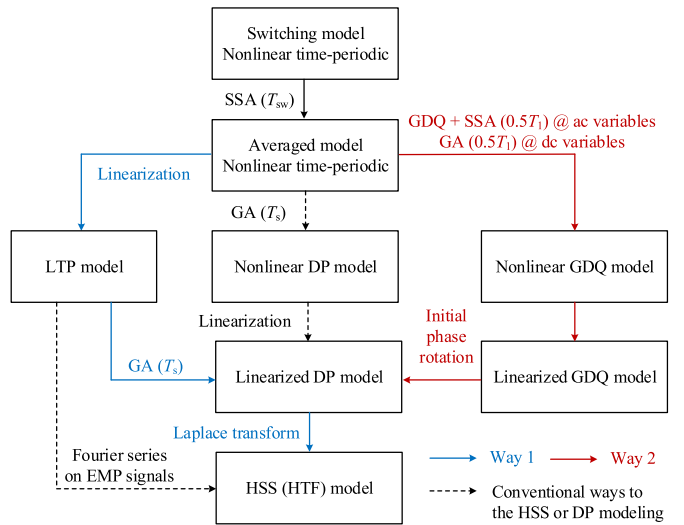 Switching model
Nonlinear time-periodic
SSA (Tsw)
GDQ + SSA (0.5T1) @ ac variables
GA (0.5T1) @ dc variables
Averaged model
Nonlinear time-periodic
Linearization
GA (Ts)
LTP model
Nonlinear DP model
Nonlinear GDQ model
Linearization
Initial
phase
rotation
GA (Ts)
Linearized DP model
Linearized GDQ model
Laplace transform
Fourier series
on EMP signals
HSS (HTF) model
Way 1
Way 2
Conventional ways to
the HSS or DP modeling